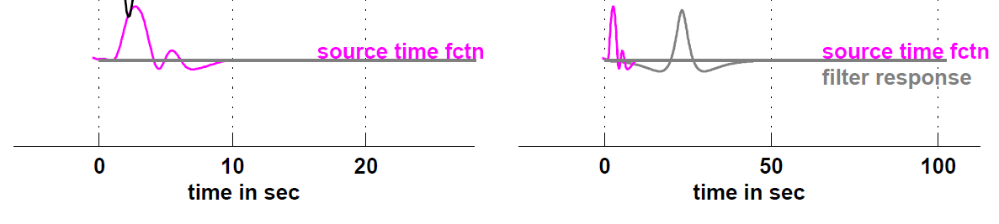 source time fctn
0 10 20
time in sec
source time fctn
filter response
0 50 100
time in sec